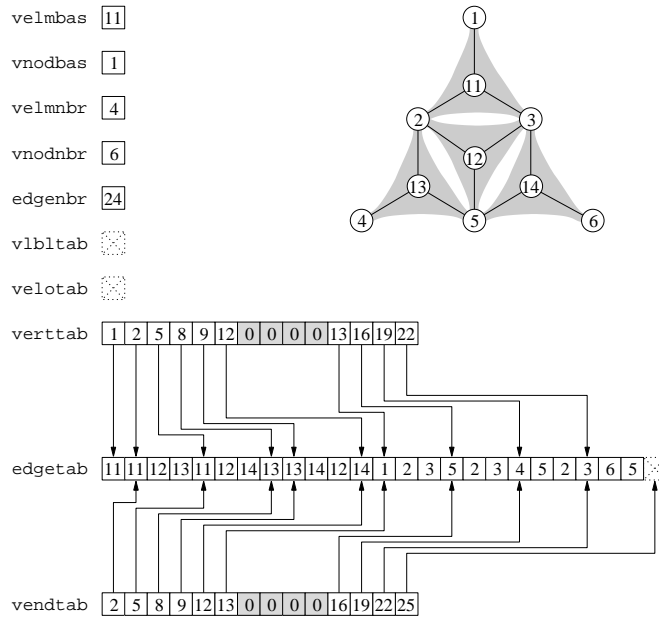 velmbas 11
vnodbas 1
velmnbr 4
vnodnbr 6
edgenbr 24
vlbltab
velotab
1
11
2 3
12
13 14
4 5 6
verttab 1 2 5 8 9 12 0 0 0 0 13 16 19 22
edgetab 11 11 12 13 11 12 14 13 13 14 12 14 1 2 3 5 2 3 4 5 2 3 6 5
vendtab 2 5 8 9 12 13 0 0 0 0 16 19 22 25